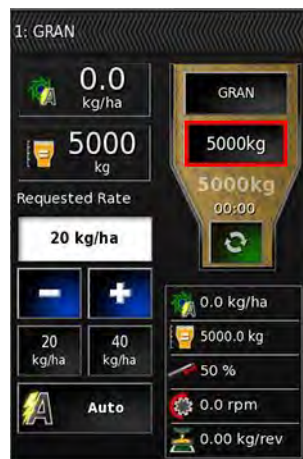 1: GRAN
0.0
kg/ha
5000
kg
Requested Rate
20 kg/ha
20
kg/ha
40
kg/ha
A Auto
GRAN
5000kg
5000kg
00:00
0.0 kg/ha
5000.0 kg
50 %
0.0 rpm
0.00 kg/rev